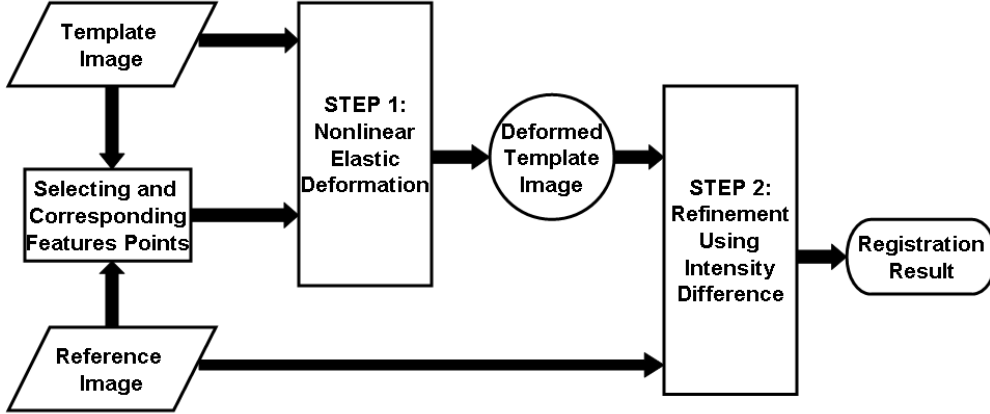 Template
Image
Selecting and
Corresponding
Features Points
Reference
Image
STEP 1:
Nonlinear
Elastic
Deformation
Deformed
Template
Image
STEP 2:
Refinement
Using
Intensity
Difference
Registration
Result